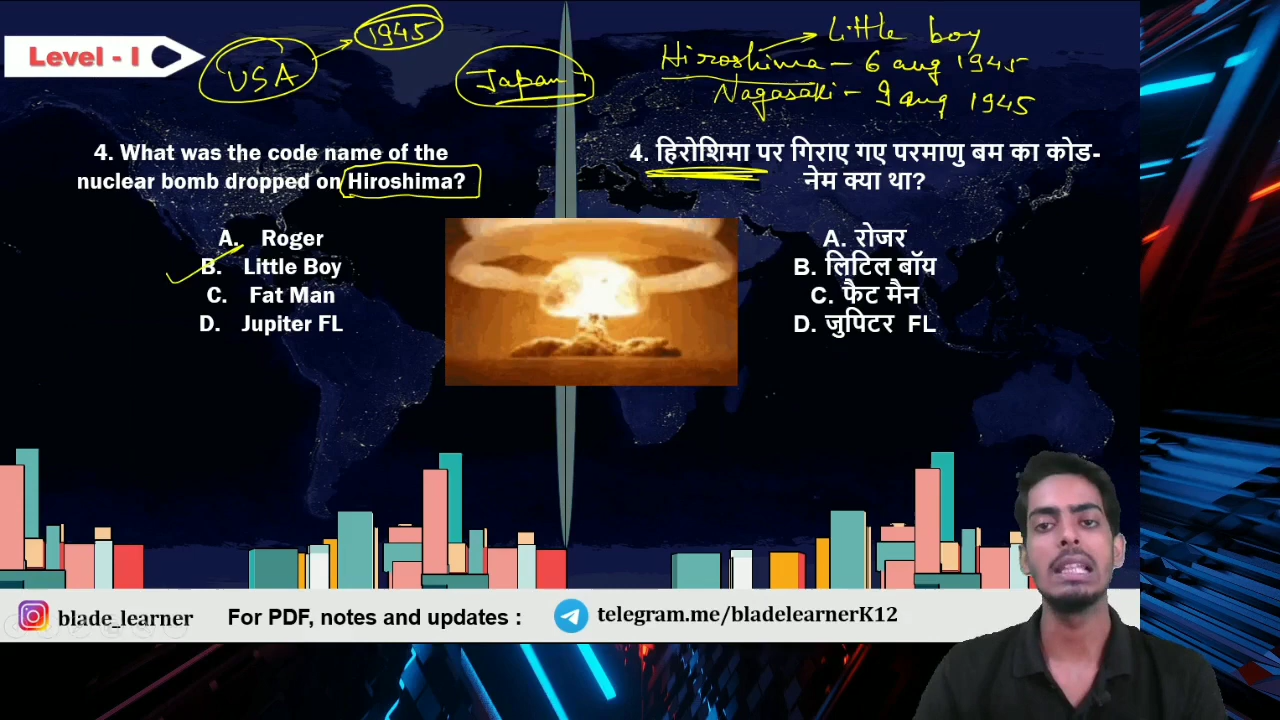 Level - I
USA
1945
Japan
Little boy
Hiroshima - 6 aug 1945
Nagasaki - 9 aug 1945
4. What was the code name of the
nuclear bomb dropped on Hiroshima?
A. Roger
B. Little Boy
C. Fat Man
D. Jupiter FL
4. हिरोशिमा पर गिराए गए परमाणु बम का कोड-
नेम क्या था?
A. रोजर
B. लिटिल बॉय
C. फैट मैन
D. जुपिटर FL
blade_learner
For PDF, notes and updates :
telegram.me/bladelearnerK12